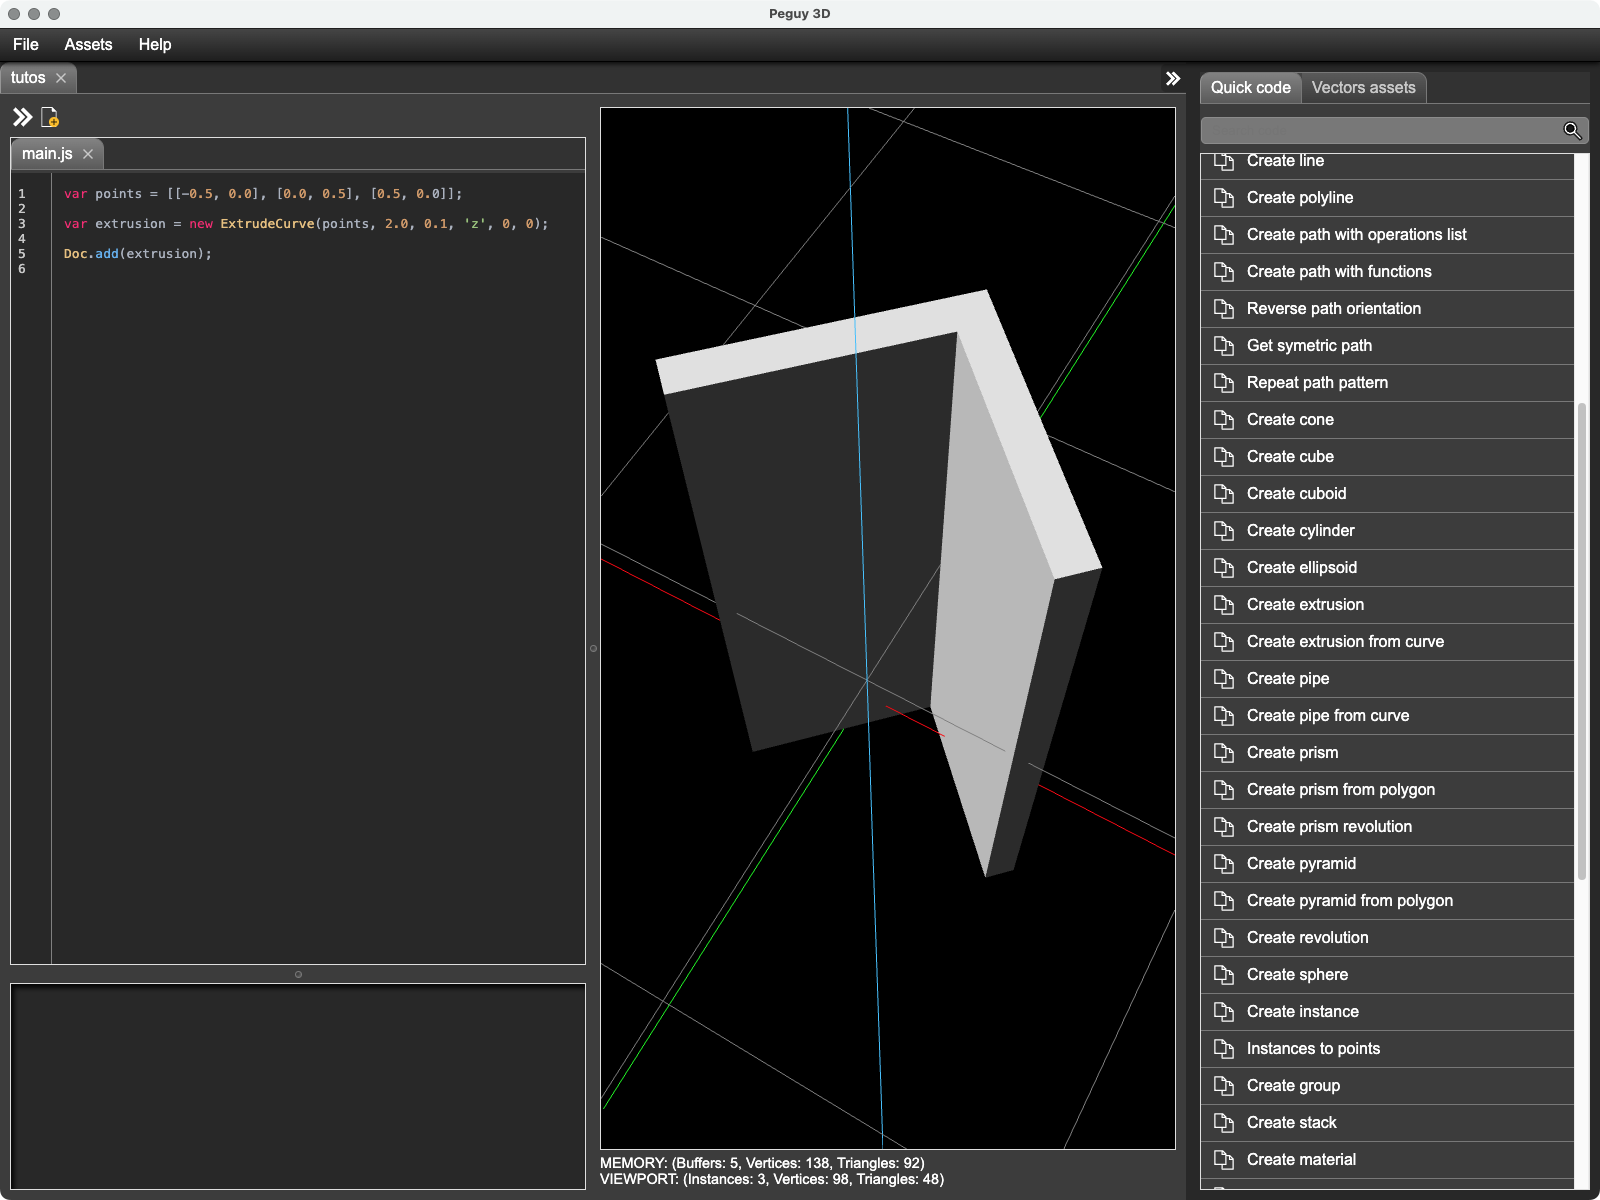 Peguy 3D
File Assets Help
tutos
main.js
1 var points = [[-0.5, 0.0], [0.0, 0.5], [0.5, 0.0]];
2
3 var extrusion = new ExtrudeCurve(points, 2.0, 0.1, 'z', 0, 0);
4
5 Doc.add(extrusion);
6
MEMORY: (Buffers: 5, Vertices: 138, Triangles: 92)
VIEWPORT: (Instances: 3, Vertices: 98, Triangles: 48)
Quick code Vectors assets
Create line
Create polyline
Create path with operations list
Create path with functions
Reverse path orientation
Get symetric path
Repeat path pattern
Create cone
Create cube
Create cuboid
Create cylinder
Create ellipsoid
Create extrusion
Create extrusion from curve
Create pipe
Create pipe from curve
Create prism
Create prism from polygon
Create prism revolution
Create pyramid
Create pyramid from polygon
Create revolution
Create sphere
Create instance
Instances to points
Create group
Create stack
Create material